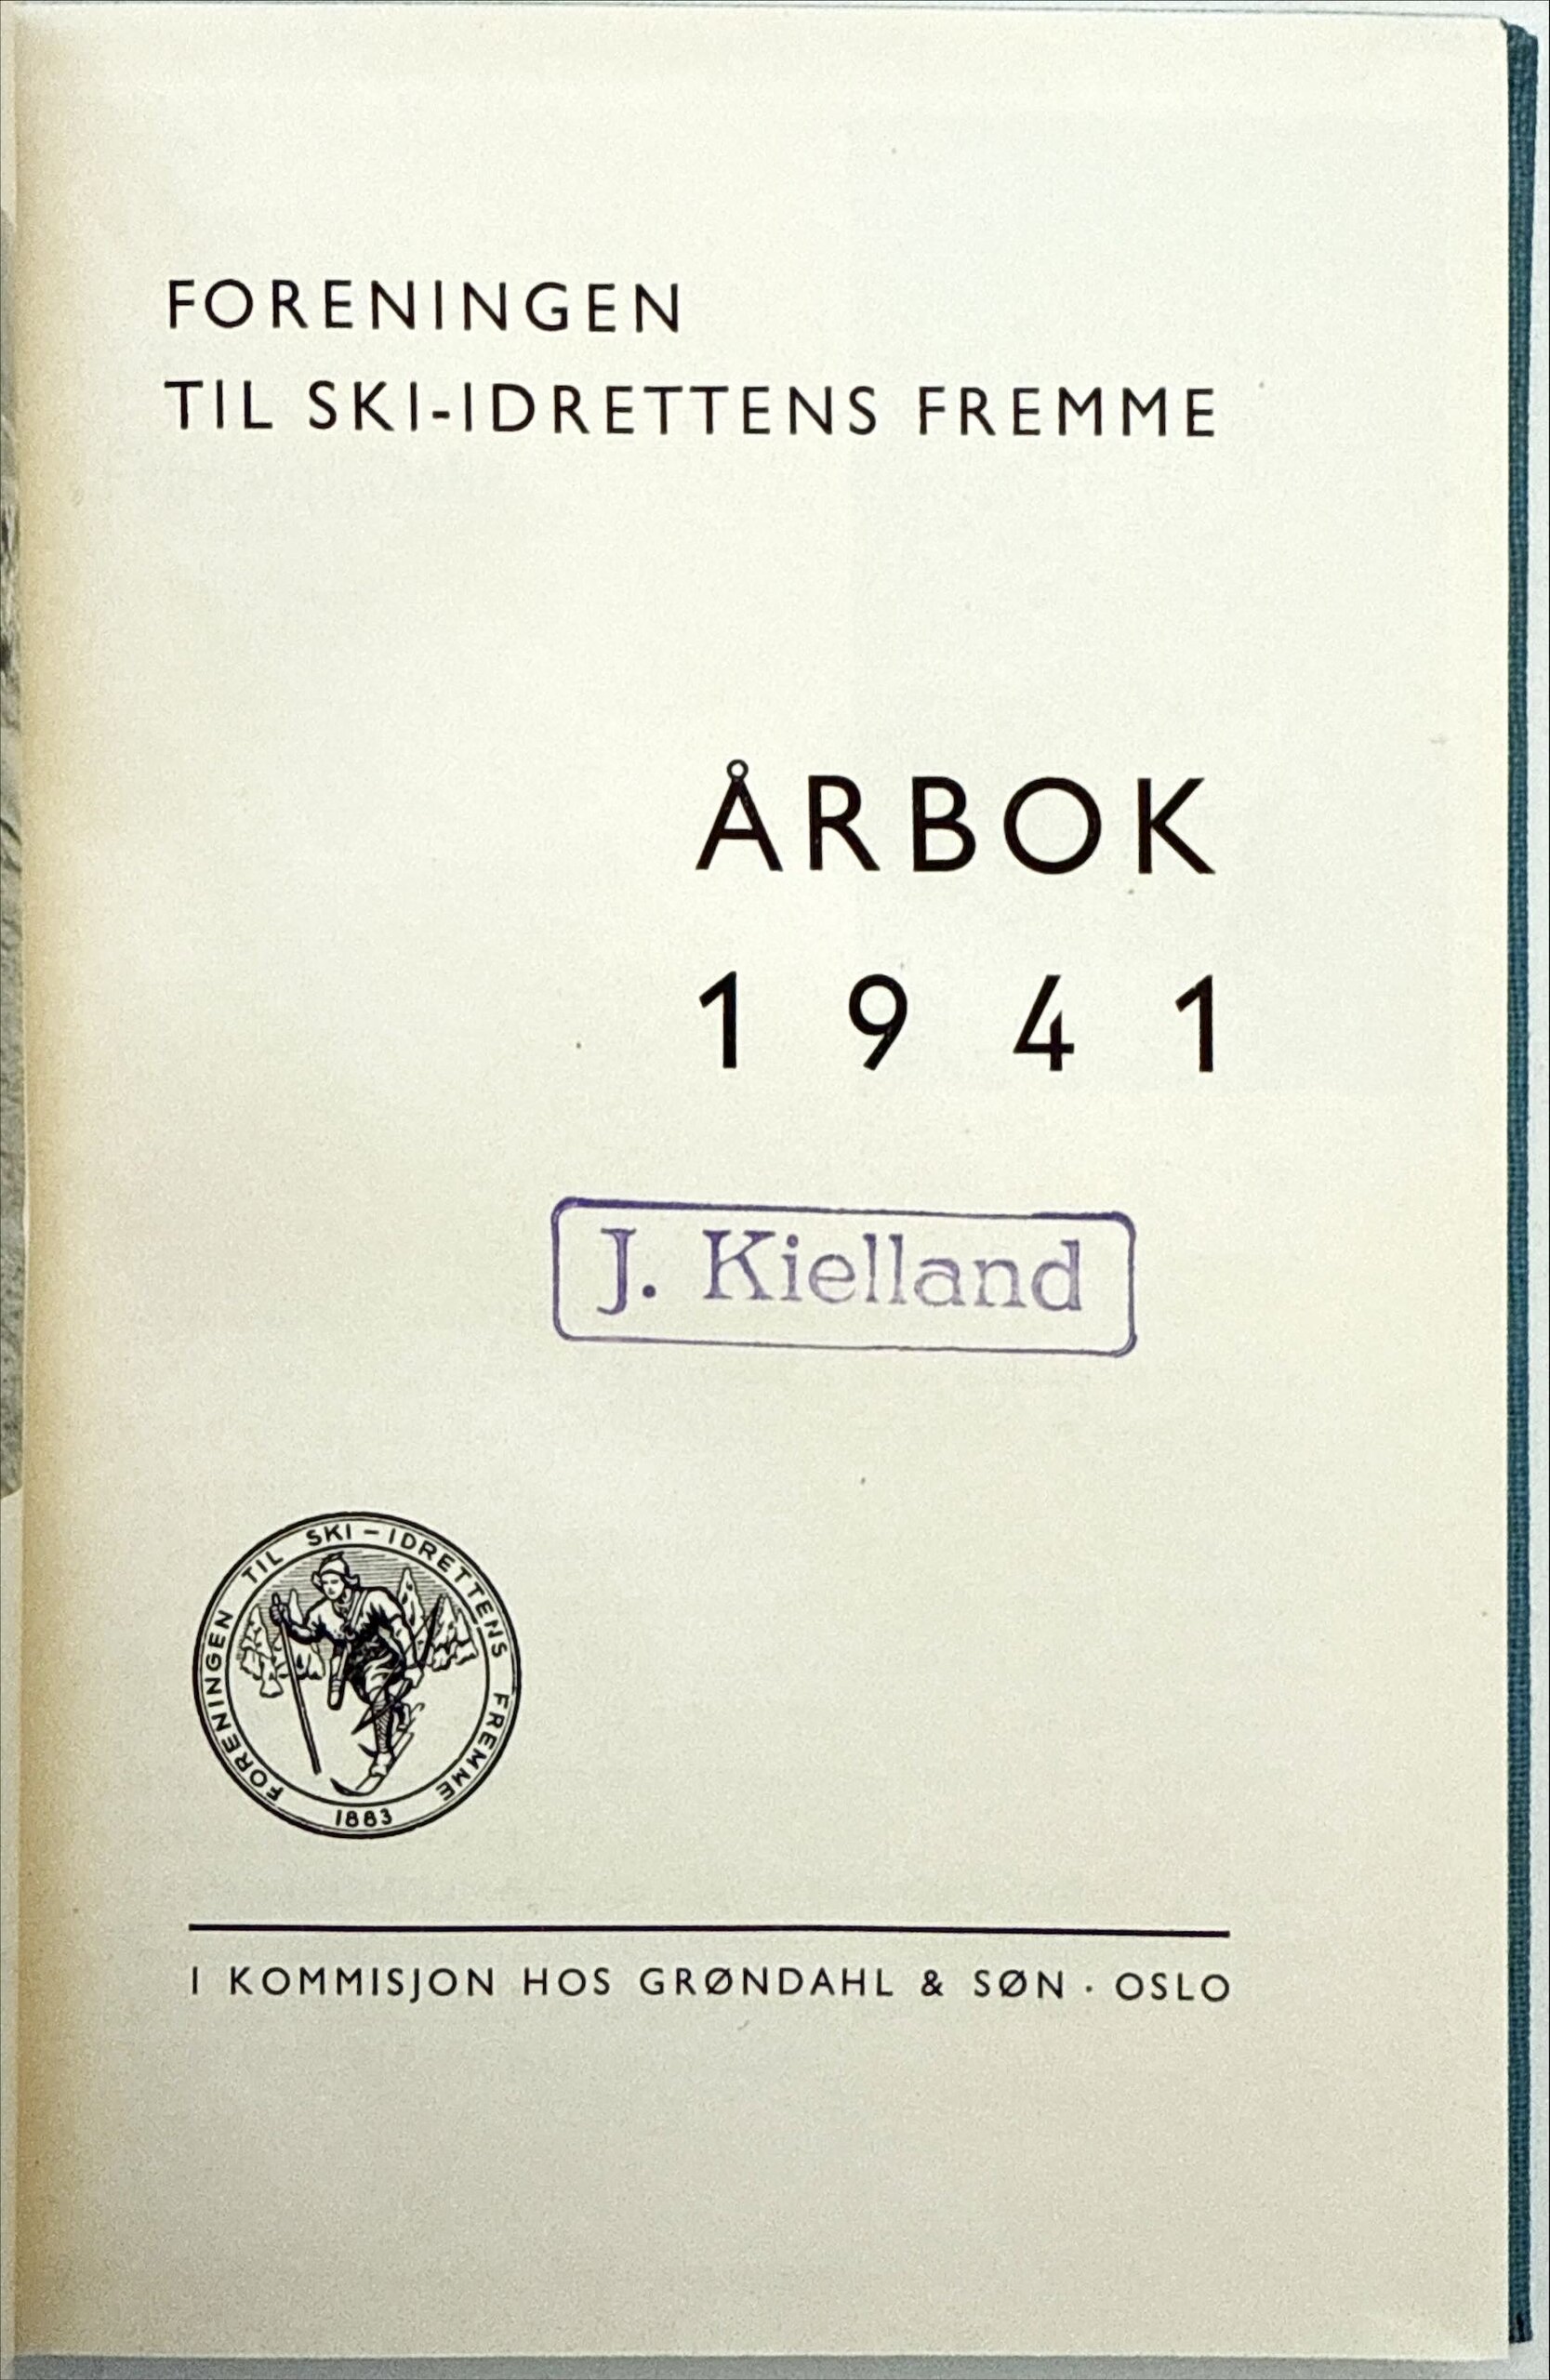 FORENINGEN
TIL SKI-IDRETTENS FREMME
ÅRBOK
1941
J. Kielland
FORENINGEN TIL SKI-IDRETTENS FREMME
1883
I KOMMISJON HOS GRØNDAHL & SØN · OSLO